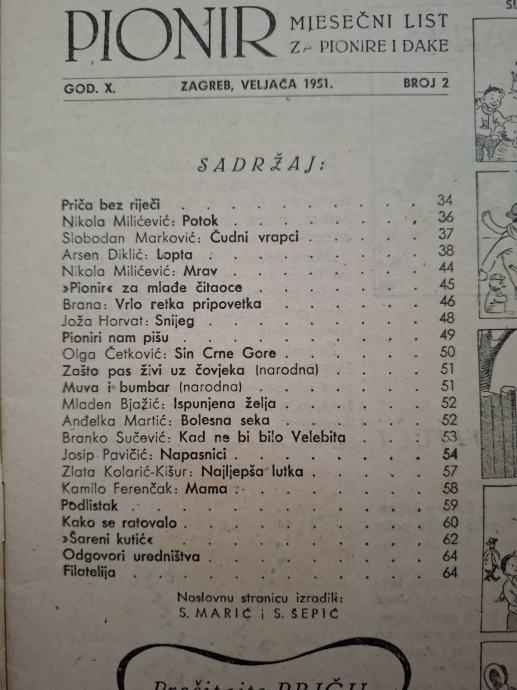 PIONIR
MJESEČNI LIST
ZA PIONIRE I ĐAKE
GOD. X. ZAGREB, VELJAČA 1951. BROJ 2
SADRŽAJ:
Priča bez riječi . . . . . . . . . . 34
Nikola Milićević: Potok . . . . . . . . 36
Slobodan Marković: Čudni vrapci . . . . . 37
Arsen Diklić: Lopta . . . . . . . . . 38
Nikola Milićević: Mrav . . . . . . . . 44
»Pionir« za mlađe čitaoce . . . . . . . 45
Brana: Vrlo retka pripovetka . . . . . . 46
Joža Horvat: Snijeg . . . . . . . . . 48
Pioniri nam pišu . . . . . . . . . . 49
Olga Četković: Sin Crne Gore . . . . . . 50
Zašto pas živi uz čovjeka (narodna) . . . . 51
Muva i bumbar (narodna) . . . . . . . 51
Mladen Bjažić: Ispunjena želja . . . . . . 52
Anđelka Martić: Bolesna seka . . . . . . 52
Branko Sučević: Kad ne bi bilo Velebita . . . 53
Josip Pavičić: Napasnici . . . . . . . . 54
Zlata Kolarić-Kišur: Najljepša lutka . . . . . 57
Kamilo Ferenčak: Mama . . . . . . . . 58
Podlistak . . . . . . . . . . . . 59
Kako se ratovalo . . . . . . . . . . 60
»Šareni kutić« . . . . . . . . . . . 62
Odgovori uredništva . . . . . . . . . 64
Filatelija . . . . . . . . . . . . 64
Naslovnu stranicu izradili:
S. MARIĆ i S. ŠEPIĆ
Pročitajte PRIČU